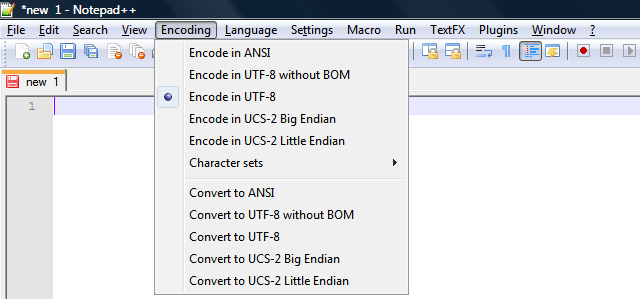 *new 1 - Notepad++
File Edit Search View Encoding Language Settings Macro Run TextFX Plugins Window ?
new 1
1
Encode in ANSI
Encode in UTF-8 without BOM
Encode in UTF-8
Encode in UCS-2 Big Endian
Encode in UCS-2 Little Endian
Character sets
Convert to ANSI
Convert to UTF-8 without BOM
Convert to UTF-8
Convert to UCS-2 Big Endian
Convert to UCS-2 Little Endian